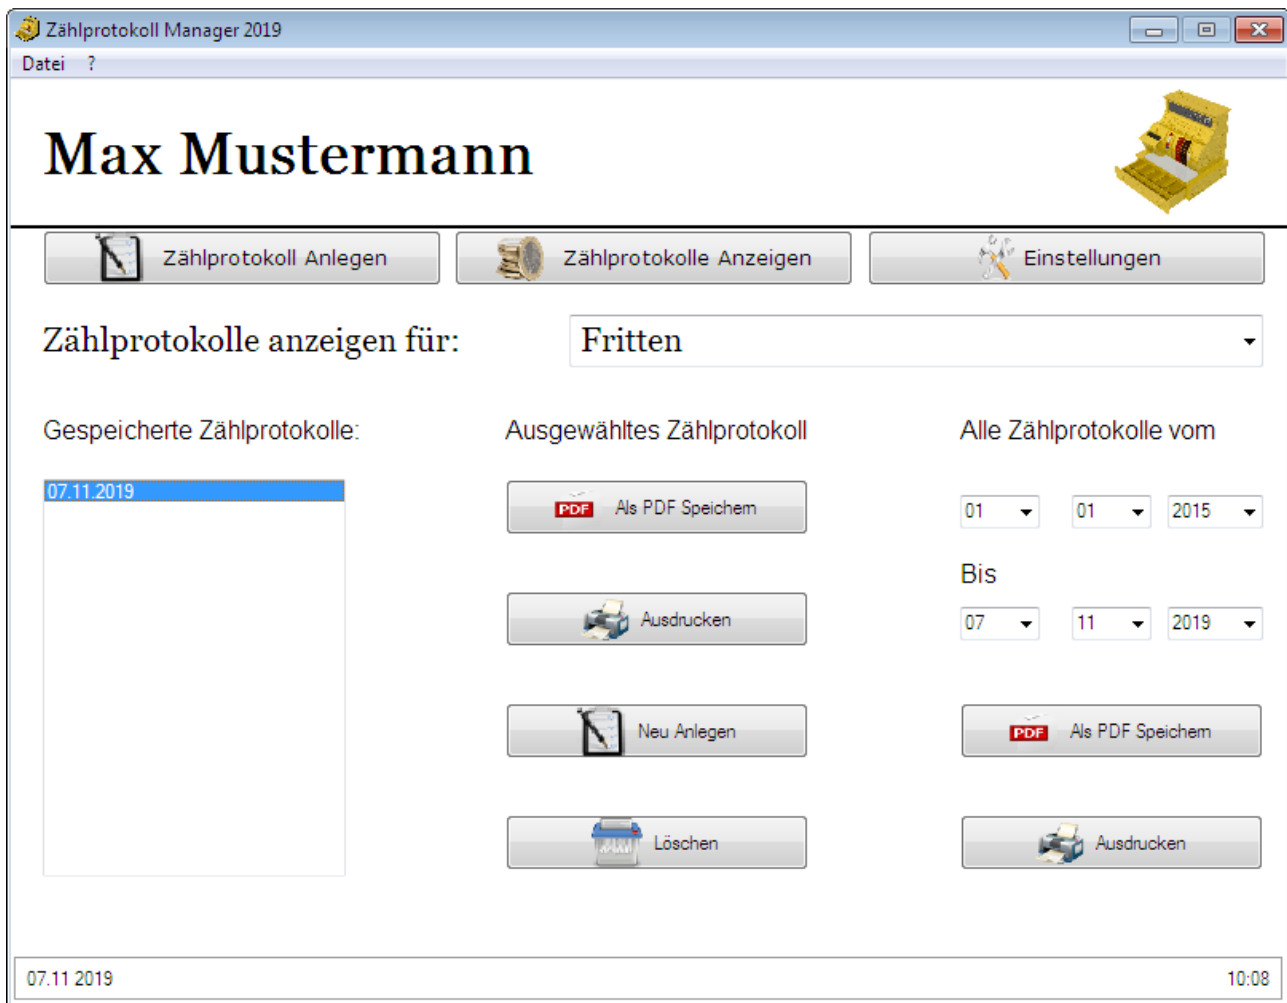 Zählprotokoll Manager 2019
Datei ?
Max Mustermann
Zählprotokoll Anlegen
Zählprotokolle Anzeigen
Einstellungen
Zählprotokolle anzeigen für:
Fritten
Gespeicherte Zählprotokolle:
07.11.2019
Ausgewähltes Zählprotokoll
PDF Als PDF Speichern
Ausdrucken
Neu Anlegen
Löschen
Alle Zählprotokolle vom
01 01 2015
Bis
07 11 2019
PDF Als PDF Speichern
Ausdrucken
07.11 2019
10:08